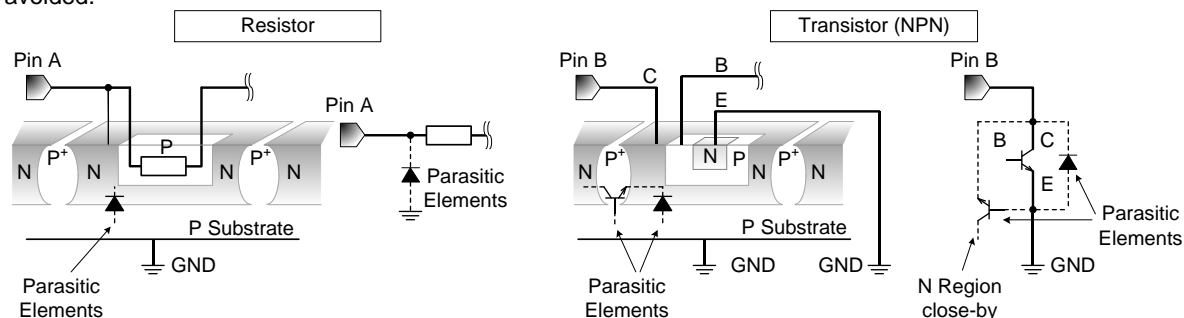 avoided.
Resistor
Transistor (NPN)
Pin A
Pin A
P
N
P+
N
N
P+
N
Parasitic
Elements
P Substrate
GND
Parasitic
Elements
Pin B
C
B
E
Pin B
N
P+
N
N
P
N
P+
N
B
C
E
P Substrate
GND
GND
GND
Parasitic
Elements
Parasitic
Elements
N Region
close-by